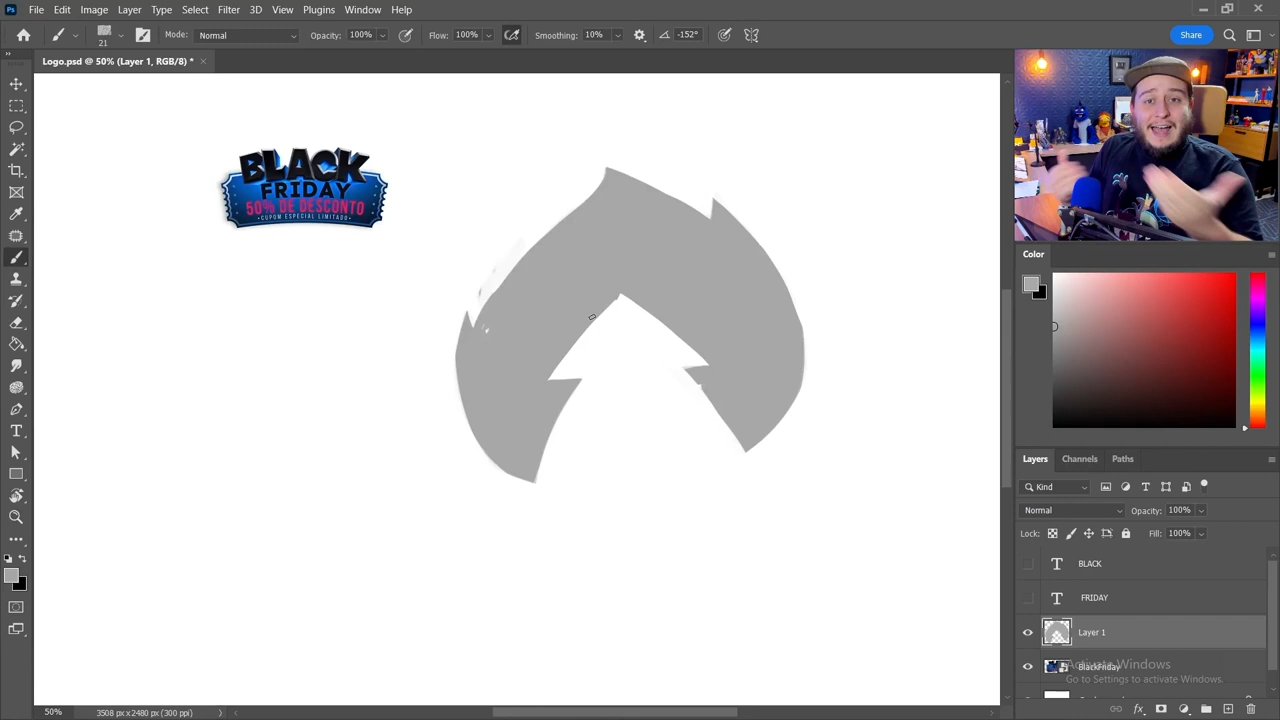 Ps File Edit Image Layer Type Select Filter 3D View Plugins Window Help
21 Mode: Normal Opacity: 100% Flow: 100% Smoothing: 10% -152° Share
Logo.psd @ 50% (Layer 1, RGB/8) *
BLACK
FRIDAY
50% DE DESCONTO
CUPOM ESPECIAL LIMITADO
Color
Layers Channels Paths
Kind
Normal Opacity: 100%
Lock: Fill: 100%
BLACK
FRIDAY
Layer 1
BlackFriday
Activate Windows
Go to Settings to activate Windows.
50% 3508 px x 2480 px (300 ppi)